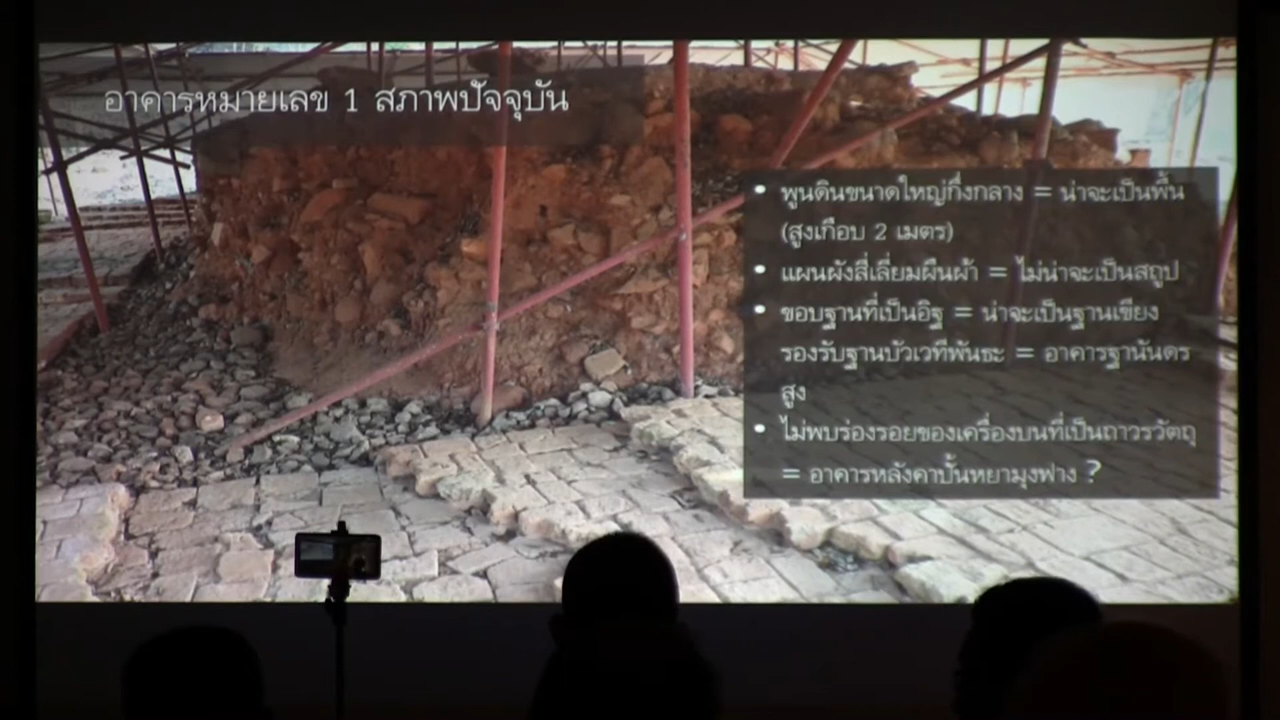 อาคารหมายเลข 1 สภาพปัจจุบัน
• พูนดินขนาดใหญ่กึ่งกลาง = น่าจะเป็นพื้น
(สูงเกือบ 2 เมตร)
• แผนผังสี่เลี่ยมผืนผ้า = ไม่น่าจะเป็นสถูป
• ขอบฐานที่เป็นอิฐ = น่าจะเป็นฐานเขียง
รองรับฐานบัวเวทีพันธะ = อาคารฐานันดร
สูง
• ไม่พบร่องรอยของเครื่องบนที่เป็นถาวรวัตถุ
= อาคารหลังคาปั้นหยามุงฟาง ?